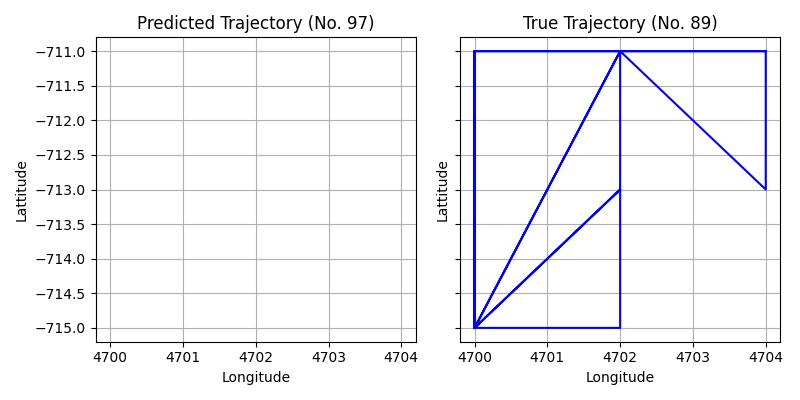 Predicted Trajectory (No. 97)
−711.0
−711.5
−712.0
−712.5
−713.0
−713.5
−714.0
−714.5
−715.0
Lattitude
4700 4701 4702 4703 4704
Longitude
True Trajectory (No. 89)
Lattitude
4700 4701 4702 4703 4704
Longitude